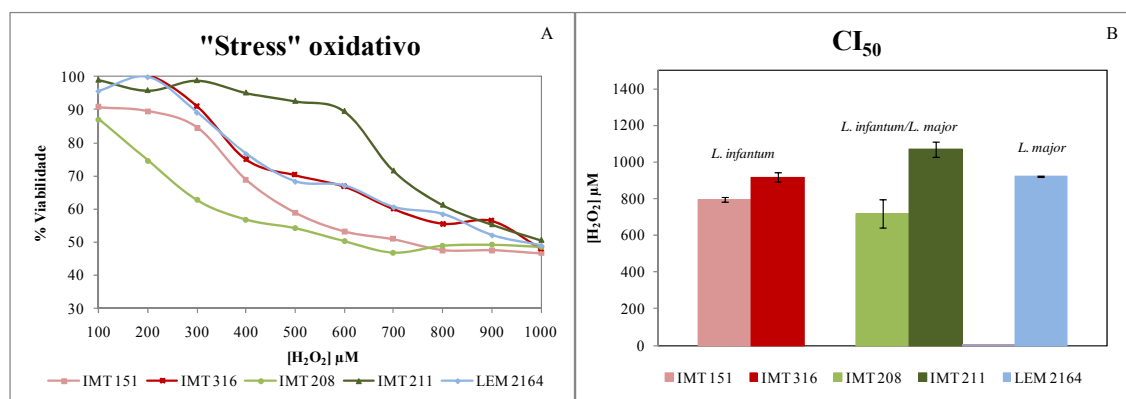 "Stress" oxidativo
A
% Viabilidade
100
90
80
70
60
50
40
30
100 200 300 400 500 600 700 800 900 1000
[H₂O₂] µM
IMT 151 IMT 316 IMT 208 IMT 211 LEM 2164
CI₅₀
B
[H₂O₂] µM
1400
1200
1000
800
600
400
200
0
L. infantum
L. infantum/L. major
L. major
IMT 151 IMT 316 IMT 208 IMT 211 LEM 2164